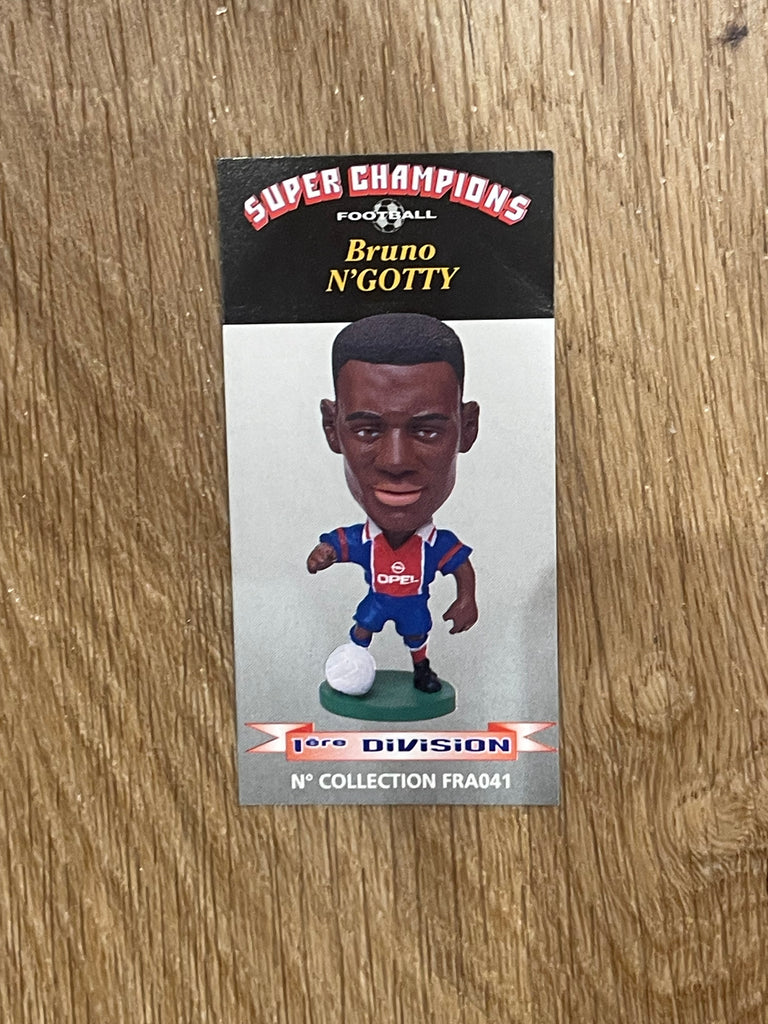 SUPER CHAMPIONS
FOOTBALL
Bruno
N'GOTTY
OPEL
1ère DIVISION
N° COLLECTION FRA041